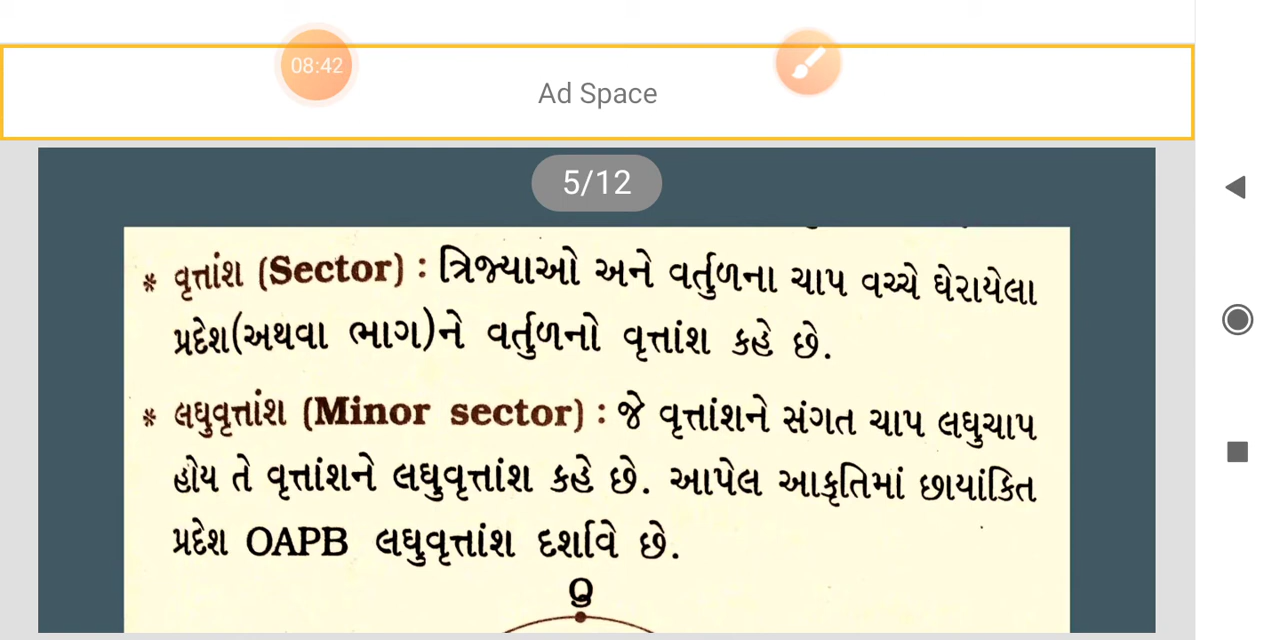 08:42
Ad Space
5/12
* વૃત્તાંશ (Sector) : ત્રિજ્યાઓ અને વર્તુળના ચાપ વચ્ચે ઘેરાયેલા
પ્રદેશ(અથવા ભાગ)ને વર્તુળનો વૃત્તાંશ કહે છે.
* લઘુવૃત્તાંશ (Minor sector) : જે વૃત્તાંશને સંગત ચાપ લઘુચાપ
હોય તે વૃત્તાંશને લઘુવૃત્તાંશ કહે છે. આપેલ આકૃતિમાં છાયાંકિત
પ્રદેશ OAPB લઘુવૃત્તાંશ દર્શાવે છે.
Q